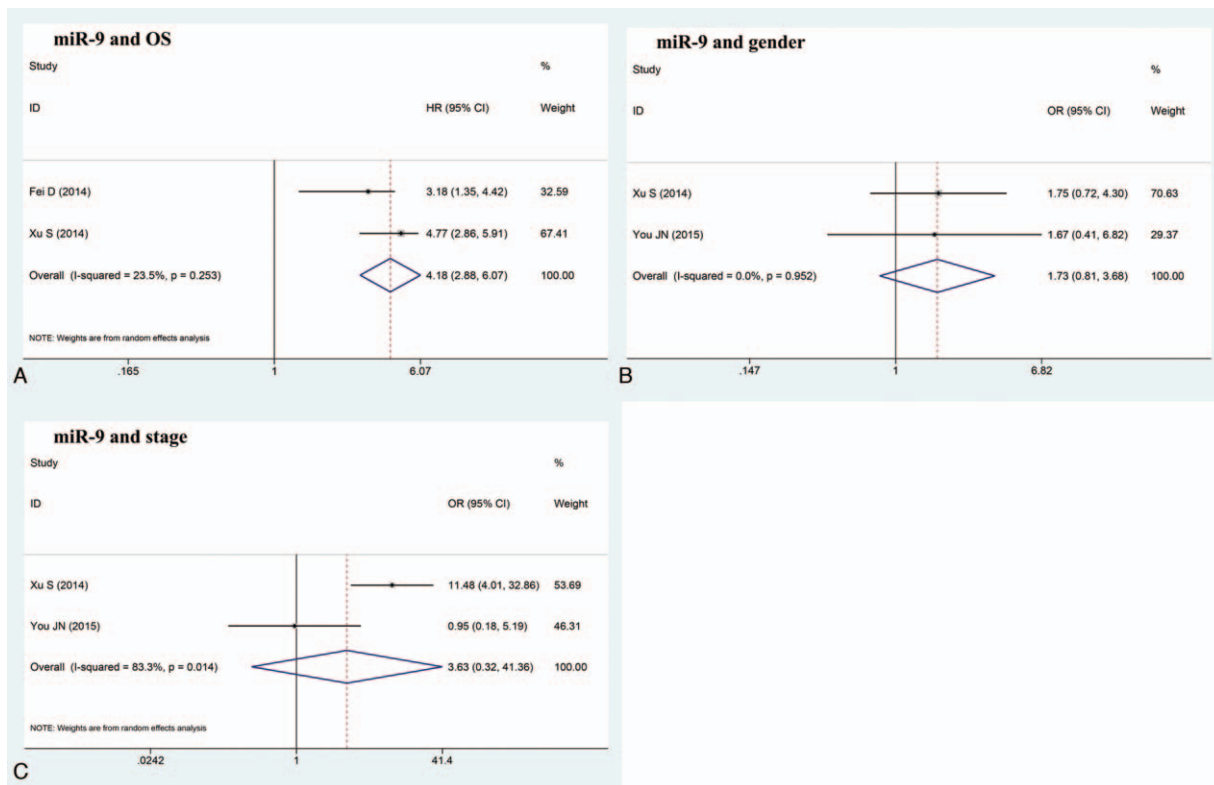 miR-9 and OS
Study %
ID HR (95% CI) Weight
Fei D (2014) 3.18 (1.35, 4.42) 32.59
Xu S (2014) 4.77 (2.86, 5.91) 67.41
Overall (I-squared = 23.5%, p = 0.253) 4.18 (2.88, 6.07) 100.00
NOTE: Weights are from random effects analysis
.165 1 6.07
A
miR-9 and gender
Study %
ID OR (95% CI) Weight
Xu S (2014) 1.75 (0.72, 4.30) 70.63
You JN (2015) 1.67 (0.41, 6.82) 29.37
Overall (I-squared = 0.0%, p = 0.952) 1.73 (0.81, 3.68) 100.00
.147 1 6.82
B
miR-9 and stage
Study %
ID OR (95% CI) Weight
Xu S (2014) 11.48 (4.01, 32.86) 53.69
You JN (2015) 0.95 (0.18, 5.19) 46.31
Overall (I-squared = 83.3%, p = 0.014) 3.63 (0.32, 41.36) 100.00
NOTE: Weights are from random effects analysis
.0242 1 41.4
C